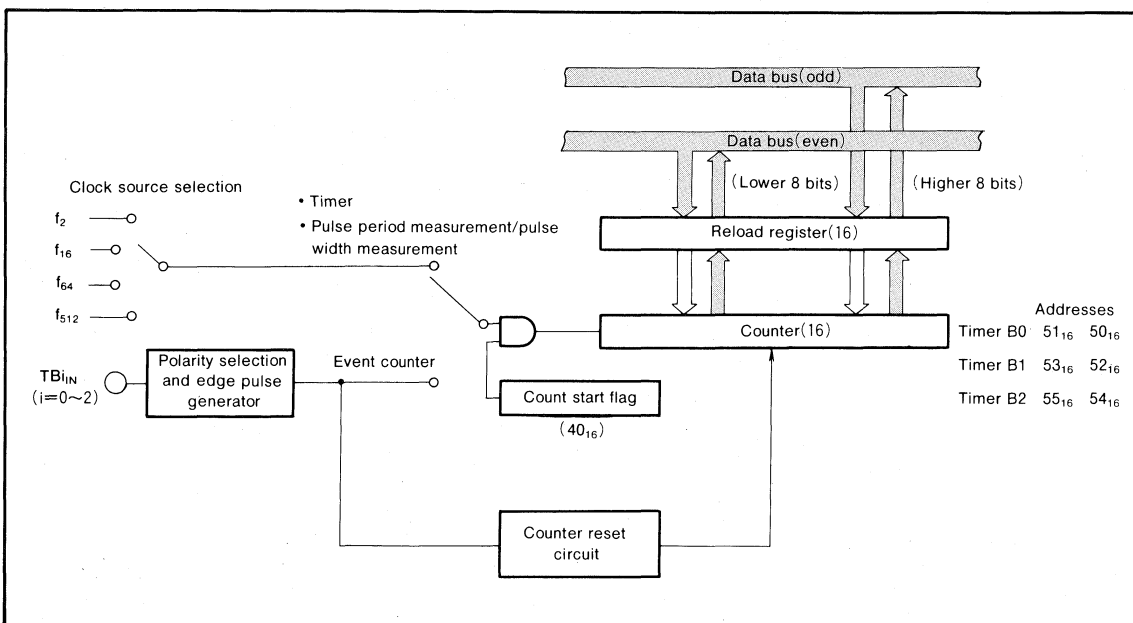 Data bus(odd)
Data bus(even)
(Lower 8 bits)
(Higher 8 bits)
Clock source selection
f₂
f₁₆
f₆₄
f₅₁₂
• Timer
• Pulse period measurement/pulse
width measurement
Reload register(16)
Counter(16)
Addresses
Timer B0 51₁₆ 50₁₆
Timer B1 53₁₆ 52₁₆
Timer B2 55₁₆ 54₁₆
TBiIN
(i=0~2)
Polarity selection
and edge pulse
generator
Event counter
Count start flag
(40₁₆)
Counter reset
circuit